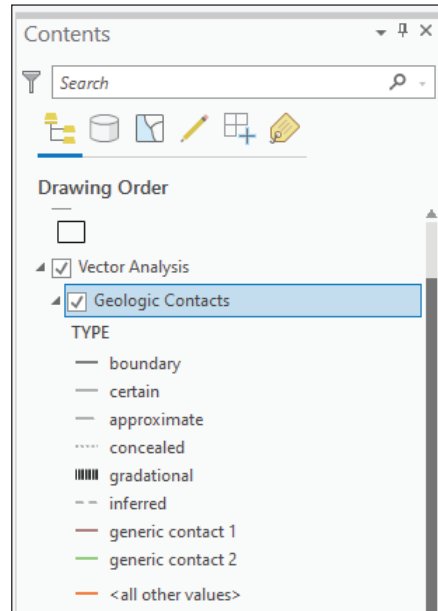 Contents
Search
Drawing Order
Vector Analysis
Geologic Contacts
TYPE
boundary
certain
approximate
concealed
gradational
inferred
generic contact 1
generic contact 2
<all other values>